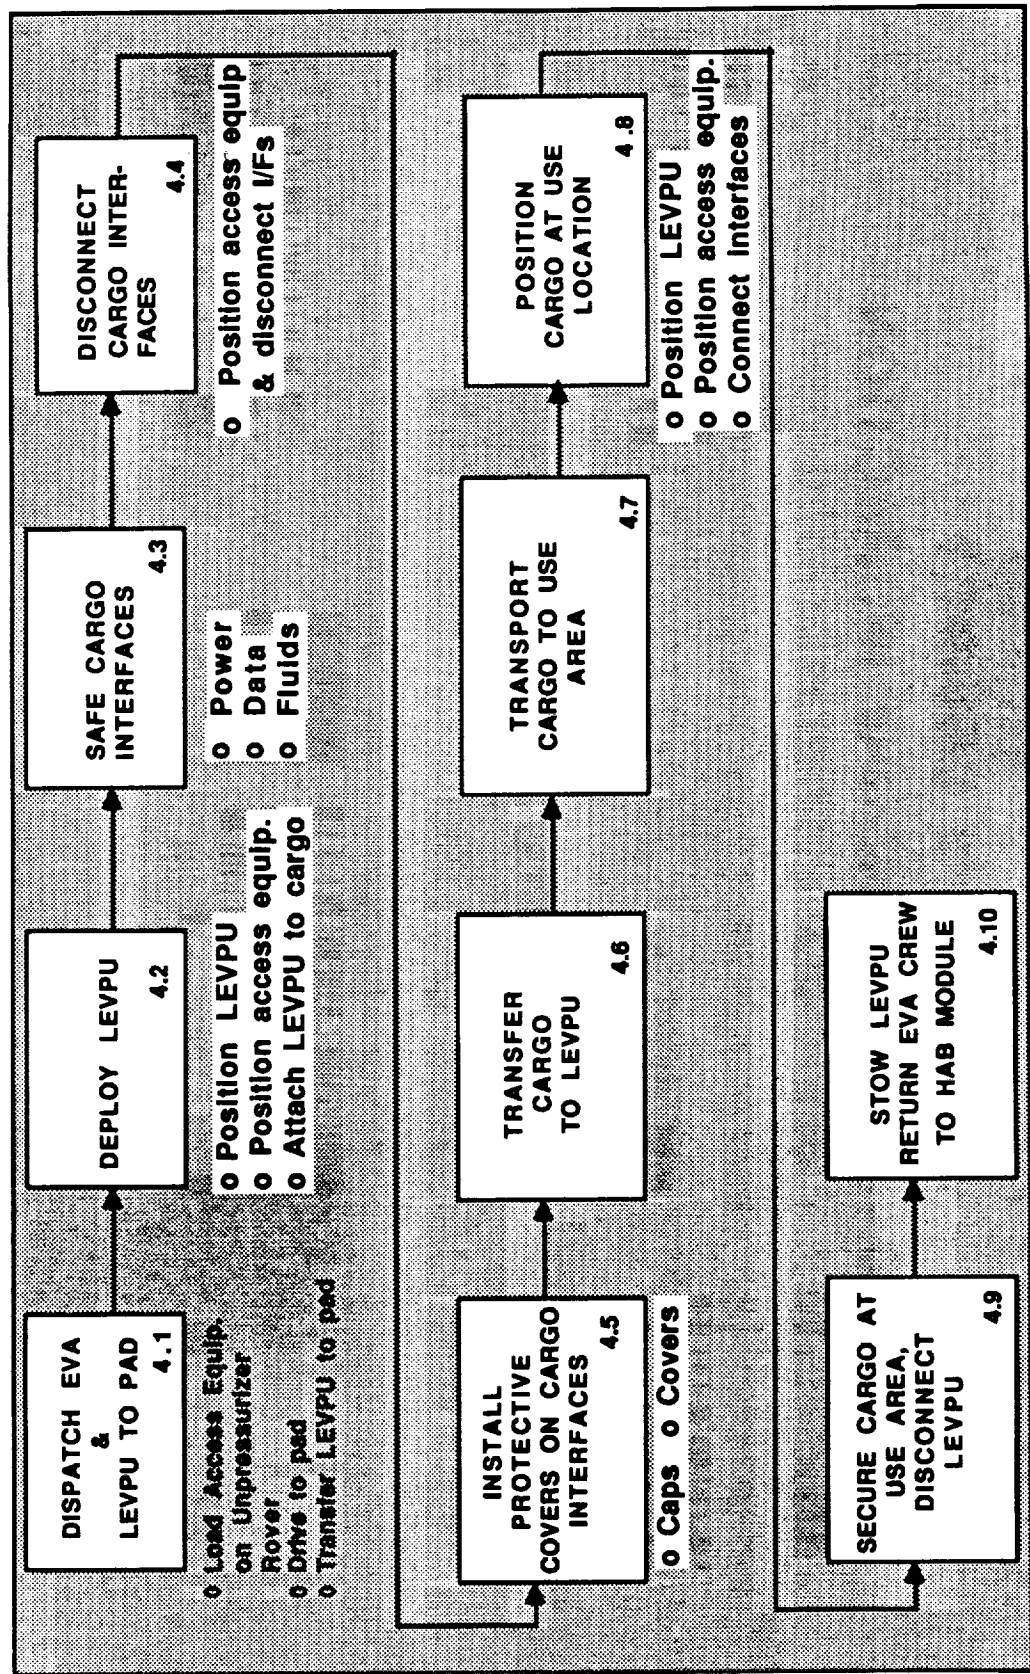 DISPATCH EVA
&
LEVPU TO PAD
4.1
o Load Access Equip.
on Unpressurizer
Rover
o Drive to pad
o Transfer LEVPU to pad
DEPLOY LEVPU
4.2
o Position LEVPU
o Position access equip.
o Attach LEVPU to cargo
SAFE CARGO
INTERFACES
4.3
o Power
o Data
o Fluids
DISCONNECT
CARGO INTER-
FACES
4.4
o Position access equip
& disconnect I/Fs
INSTALL
PROTECTIVE
COVERS ON CARGO
INTERFACES
4.5
o Caps o Covers
TRANSFER
CARGO
TO LEVPU
4.6
TRANSPORT
CARGO TO USE
AREA
4.7
POSITION
CARGO AT USE
LOCATION
4.8
o Position LEVPU
o Position access equip.
o Connect Interfaces
SECURE CARGO AT
USE AREA,
DISCONNECT
LEVPU
4.9
STOW LEVPU
RETURN EVA CREW
TO HAB MODULE
4.10